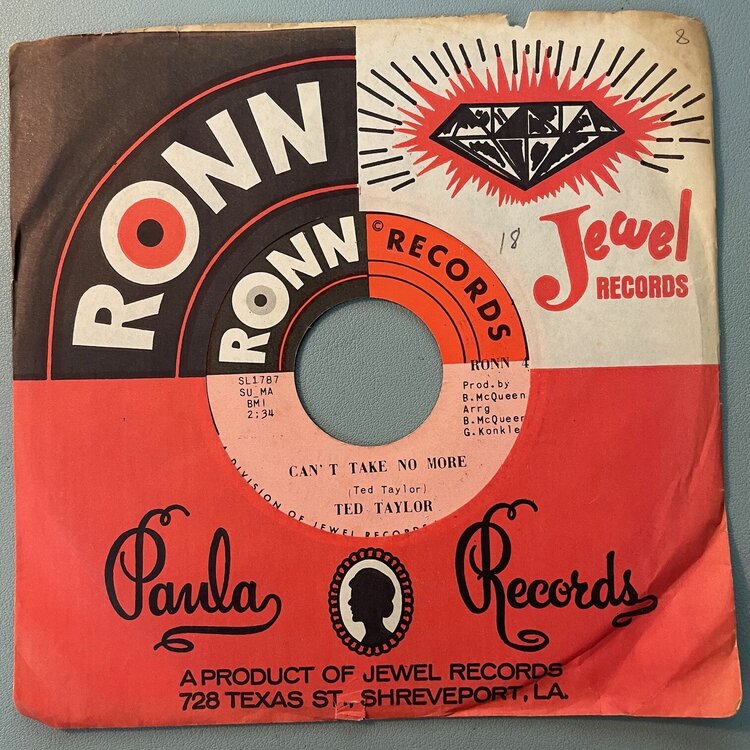 RONN
8
Jewel
RECORDS
18
RONN
© RECORDS
SL1787
SU_MA
BMI
2;34
RONN 4
Prod.by
B.McQueen
Arrg
B.McQueen
G.Konkle
CAN'T TAKE NO MORE
(Ted Taylor)
TED TAYLOR
A DIVISION OF JEWEL RECORDS
Paula Records
A PRODUCT OF JEWEL RECORDS
728 TEXAS ST., SHREVEPORT, LA.